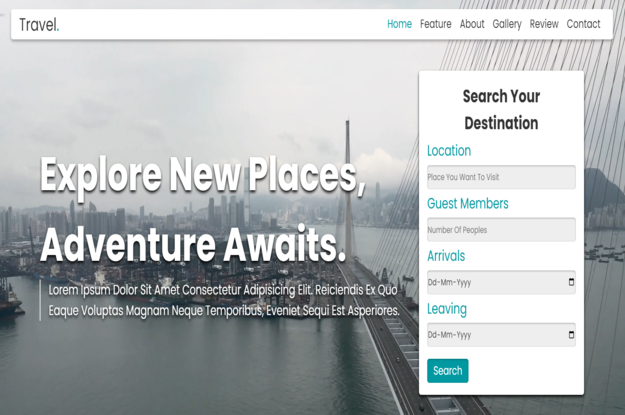 Travel.
Home Feature About Gallery Review Contact
Explore New Places,
Adventure Awaits.
Lorem Ipsum Dolor Sit Amet Consectetur Adipisicing Elit. Reiciendis Ex Quo
Eaque Voluptas Magnam Neque Temporibus, Eveniet Sequi Est Asperiores.
Search Your
Destination
Location
Place You Want To Visit
Guest Members
Number Of Peoples
Arrivals
Dd-Mm-Yyyy
Leaving
Dd-Mm-Yyyy
Search